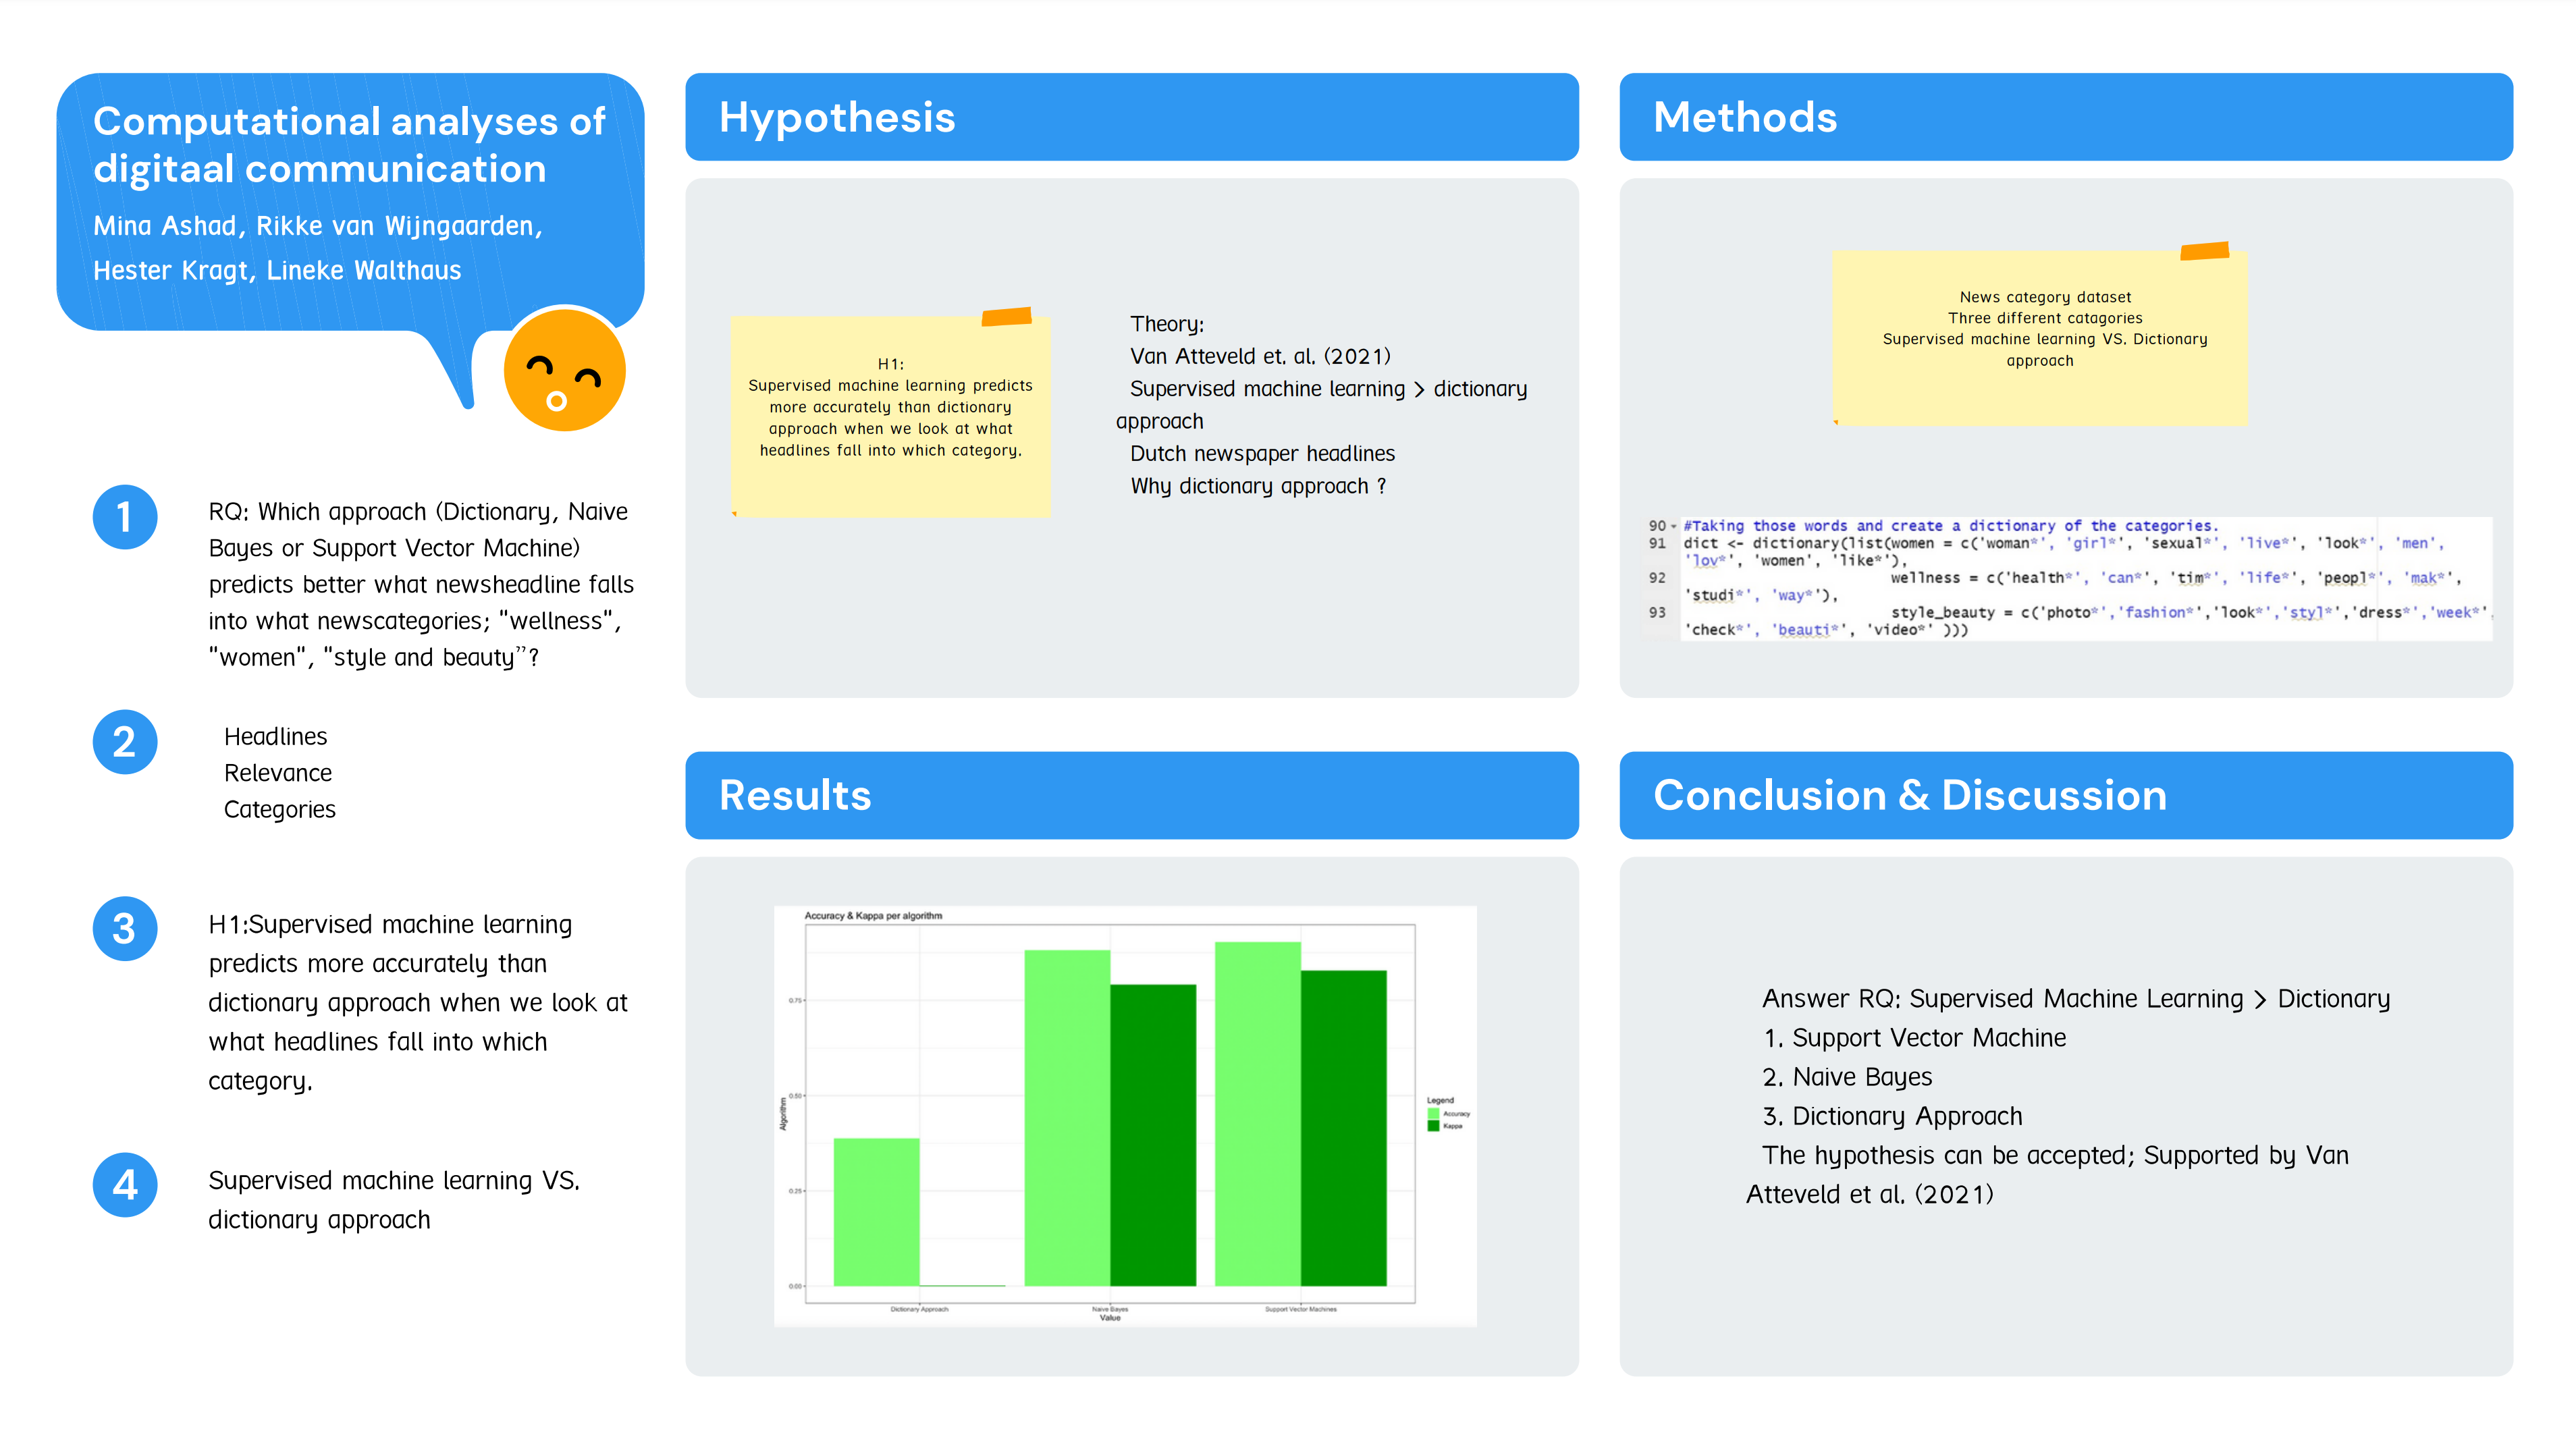 Computational analyses of
digitaal communication
Mina Ashad, Rikke van Wijngaarden,
Hester Kragt, Lineke Walthaus
1
RQ: Which approach (Dictionary, Naive
Bayes or Support Vector Machine)
predicts better what newsheadline falls
into what newscategories; "wellness",
"women", "style and beauty”?
2
Headlines
Relevance
Categories
3
H1:Supervised machine learning
predicts more accurately than
dictionary approach when we look at
what headlines fall into which
category.
4
Supervised machine learning VS.
dictionary approach
Hypothesis
H1:
Supervised machine learning predicts
more accurately than dictionary
approach when we look at what
headlines fall into which category.
Theory:
Van Atteveld et. al. (2021)
Supervised machine learning > dictionary
approach
Dutch newspaper headlines
Why dictionary approach ?
Methods
News category dataset
Three different catagories
Supervised machine learning VS. Dictionary
approach
90 #Taking those words and create a dictionary of the categories.
91 dict <- dictionary(list(women = c('woman*', 'girl*', 'sexual*', 'live*', 'look*', 'men',
'lov*', 'women', 'like*'),
92 wellness = c('health*', 'can*', 'tim*', 'life*', 'peopl*', 'mak*',
'studi*', 'way*'),
93 style_beauty = c('photo*','fashion*','look*','styl*','dress*','week*',
'check*', 'beauti*', 'video*' )))
Results
Accuracy & Kappa per algorithm
Algorithm
0.75
0.50
0.25
0.00
Dictionary Approach
Naive Bayes
Support Vector Machines
Value
Legend
Accuracy
Kappa
Conclusion & Discussion
Answer RQ: Supervised Machine Learning > Dictionary
1. Support Vector Machine
2. Naive Bayes
3. Dictionary Approach
The hypothesis can be accepted; Supported by Van
Atteveld et al. (2021)